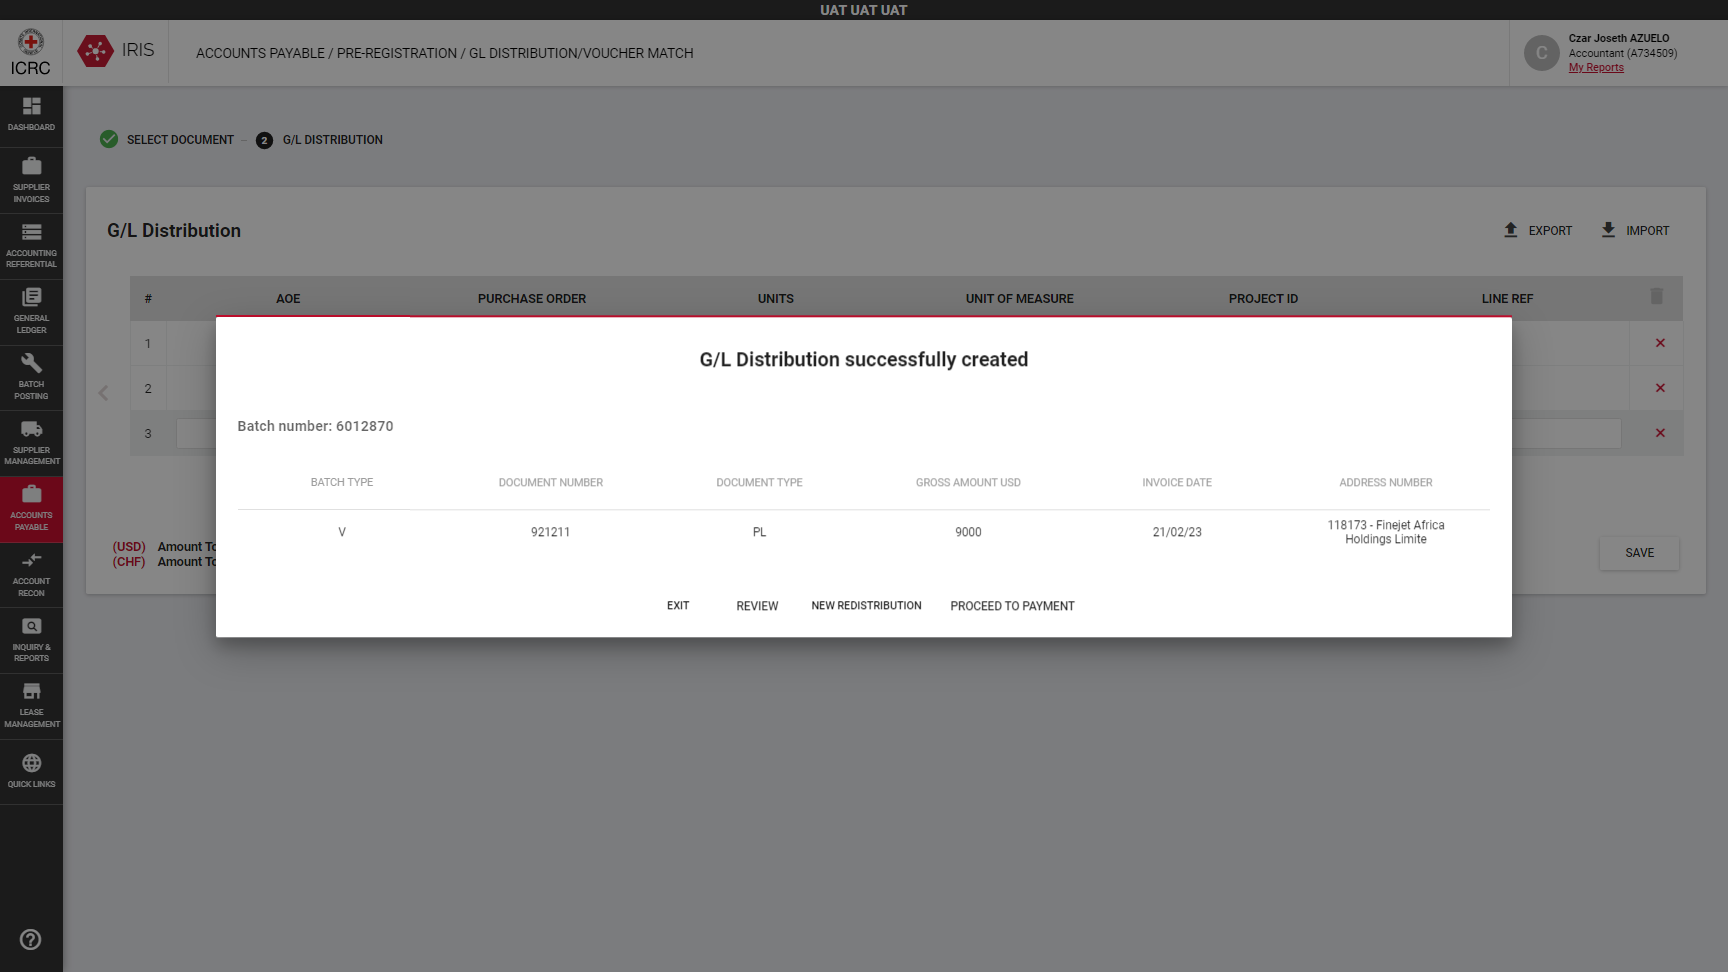 UAT UAT UAT
ICRC
IRIS
ACCOUNTS PAYABLE / PRE-REGISTRATION / GL DISTRIBUTION/VOUCHER MATCH
C
Czar Joseth AZUELO
Accountant (A734509)
My Reports
DASHBOARD
SUPPLIER
INVOICES
ACCOUNTING
REFERENTIAL
GENERAL
LEDGER
BATCH
POSTING
SUPPLIER
MANAGEMENT
ACCOUNTS
PAYABLE
ACCOUNT
RECON
INQUIRY &
REPORTS
LEASE
MANAGEMENT
QUICK LINKS
SELECT DOCUMENT
2 G/L DISTRIBUTION
G/L Distribution
EXPORT
IMPORT
# AOE PURCHASE ORDER UNITS UNIT OF MEASURE PROJECT ID LINE REF
1
2
3
(USD) Amount To
(CHF) Amount To
SAVE
G/L Distribution successfully created
Batch number: 6012870
BATCH TYPE DOCUMENT NUMBER DOCUMENT TYPE GROSS AMOUNT USD INVOICE DATE ADDRESS NUMBER
V 921211 PL 9000 21/02/23 118173 - Finejet Africa
Holdings Limite
EXIT REVIEW NEW REDISTRIBUTION PROCEED TO PAYMENT